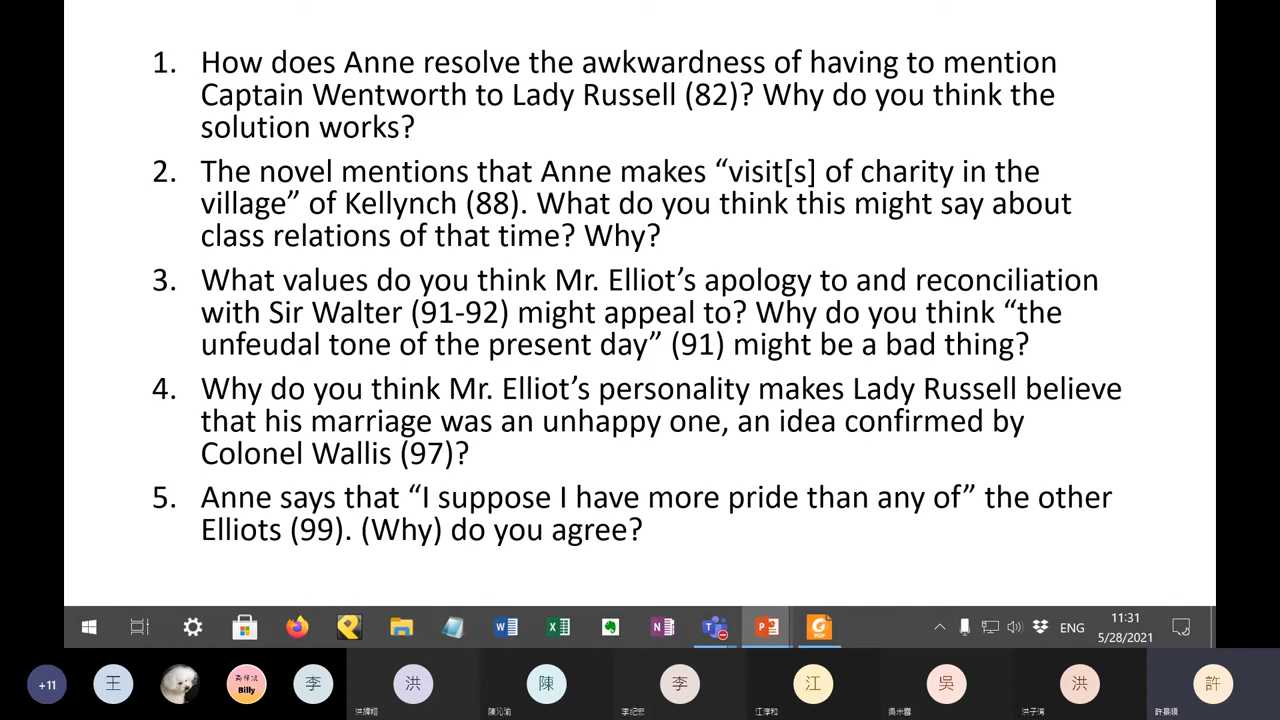 1. How does Anne resolve the awkwardness of having to mention
Captain Wentworth to Lady Russell (82)? Why do you think the
solution works?
2. The novel mentions that Anne makes “visit[s] of charity in the
village” of Kellynch (88). What do you think this might say about
class relations of that time? Why?
3. What values do you think Mr. Elliot’s apology to and reconciliation
with Sir Walter (91-92) might appeal to? Why do you think “the
unfeudal tone of the present day” (91) might be a bad thing?
4. Why do you think Mr. Elliot’s personality makes Lady Russell believe
that his marriage was an unhappy one, an idea confirmed by
Colonel Wallis (97)?
5. Anne says that “I suppose I have more pride than any of” the other
Elliots (99). (Why) do you agree?
ENG
11:31
5/28/2021
+11
王
Billy
李
洪
陳
李
江
吳
洪
許